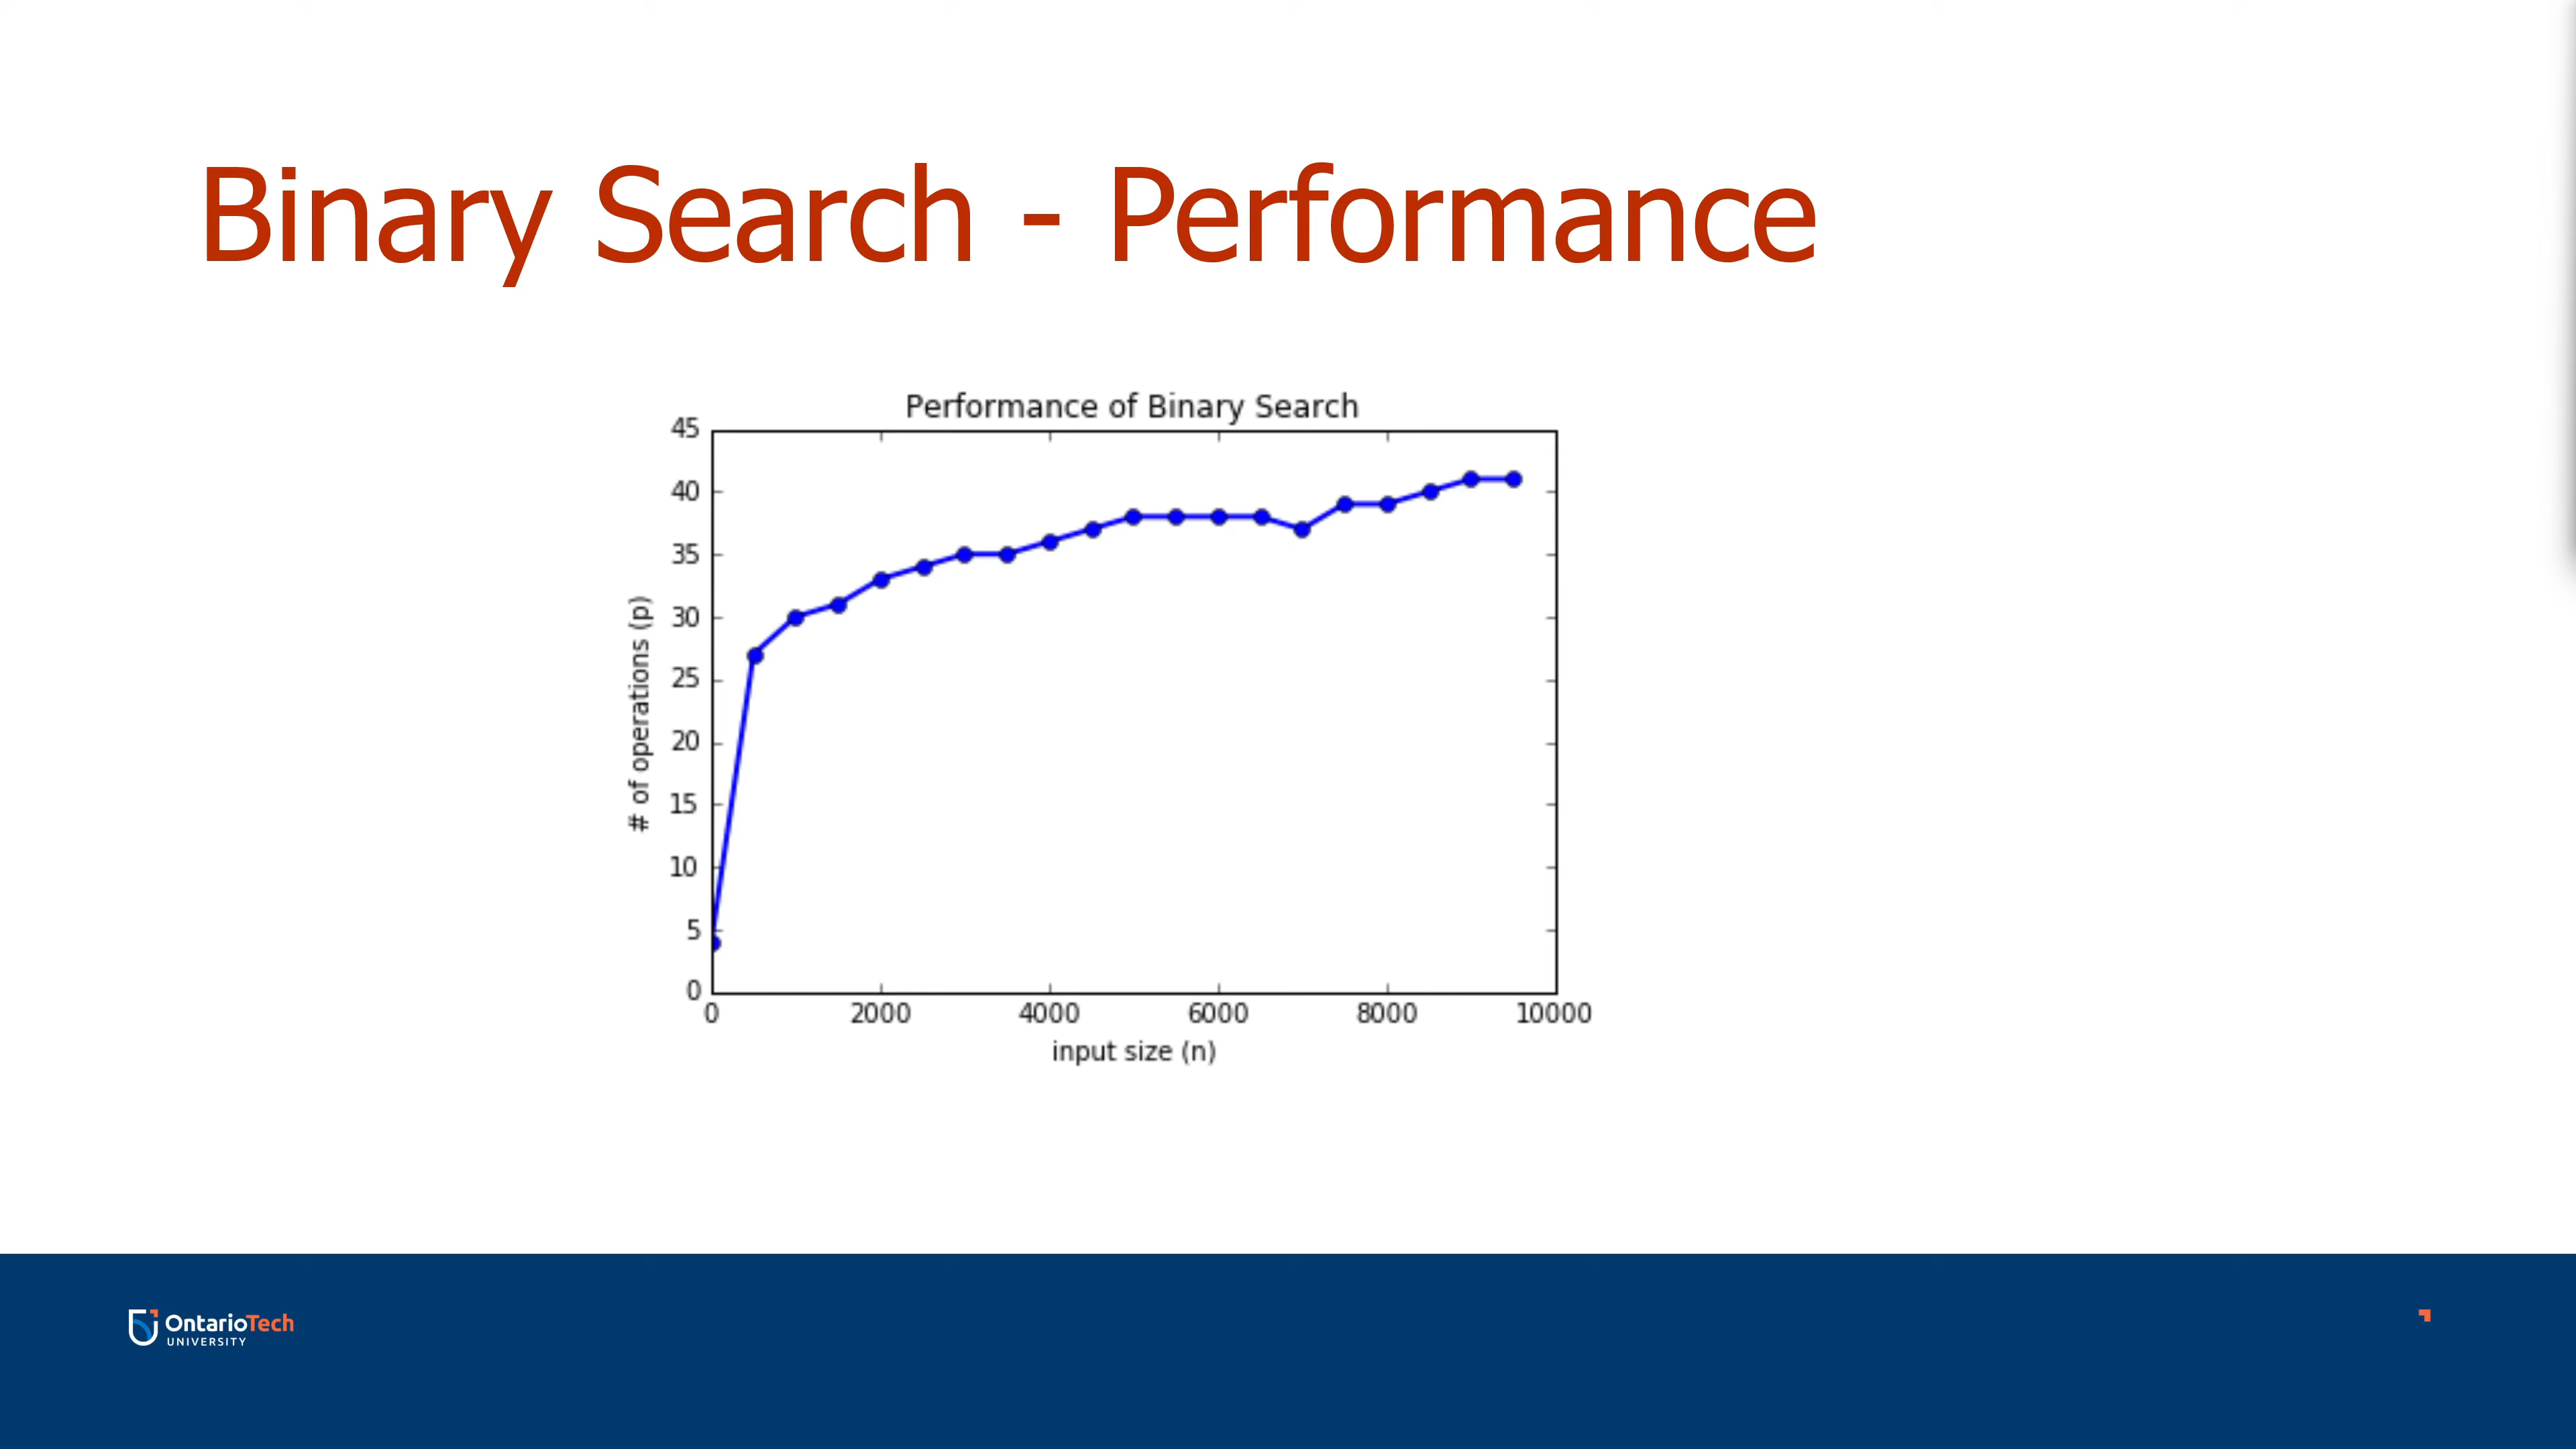 Binary Search - Performance
Performance of Binary Search
45
40
35
30
25
20
15
10
5
0
# of operations (p)
0 2000 4000 6000 8000 10000
input size (n)
OntarioTech
UNIVERSITY